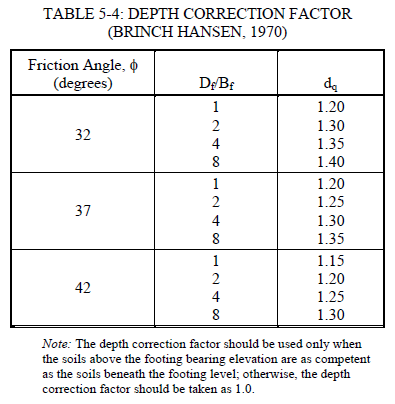 TABLE 5-4: DEPTH CORRECTION FACTOR
(BRINCH HANSEN, 1970)
Friction Angle, ϕ
(degrees) Df/Bf dq
32
1 1.20
2 1.30
4 1.35
8 1.40
37
1 1.20
2 1.25
4 1.30
8 1.35
42
1 1.15
2 1.20
4 1.25
8 1.30
Note: The depth correction factor should be used only when
the soils above the footing bearing elevation are as competent
as the soils beneath the footing level; otherwise, the depth
correction factor should be taken as 1.0.